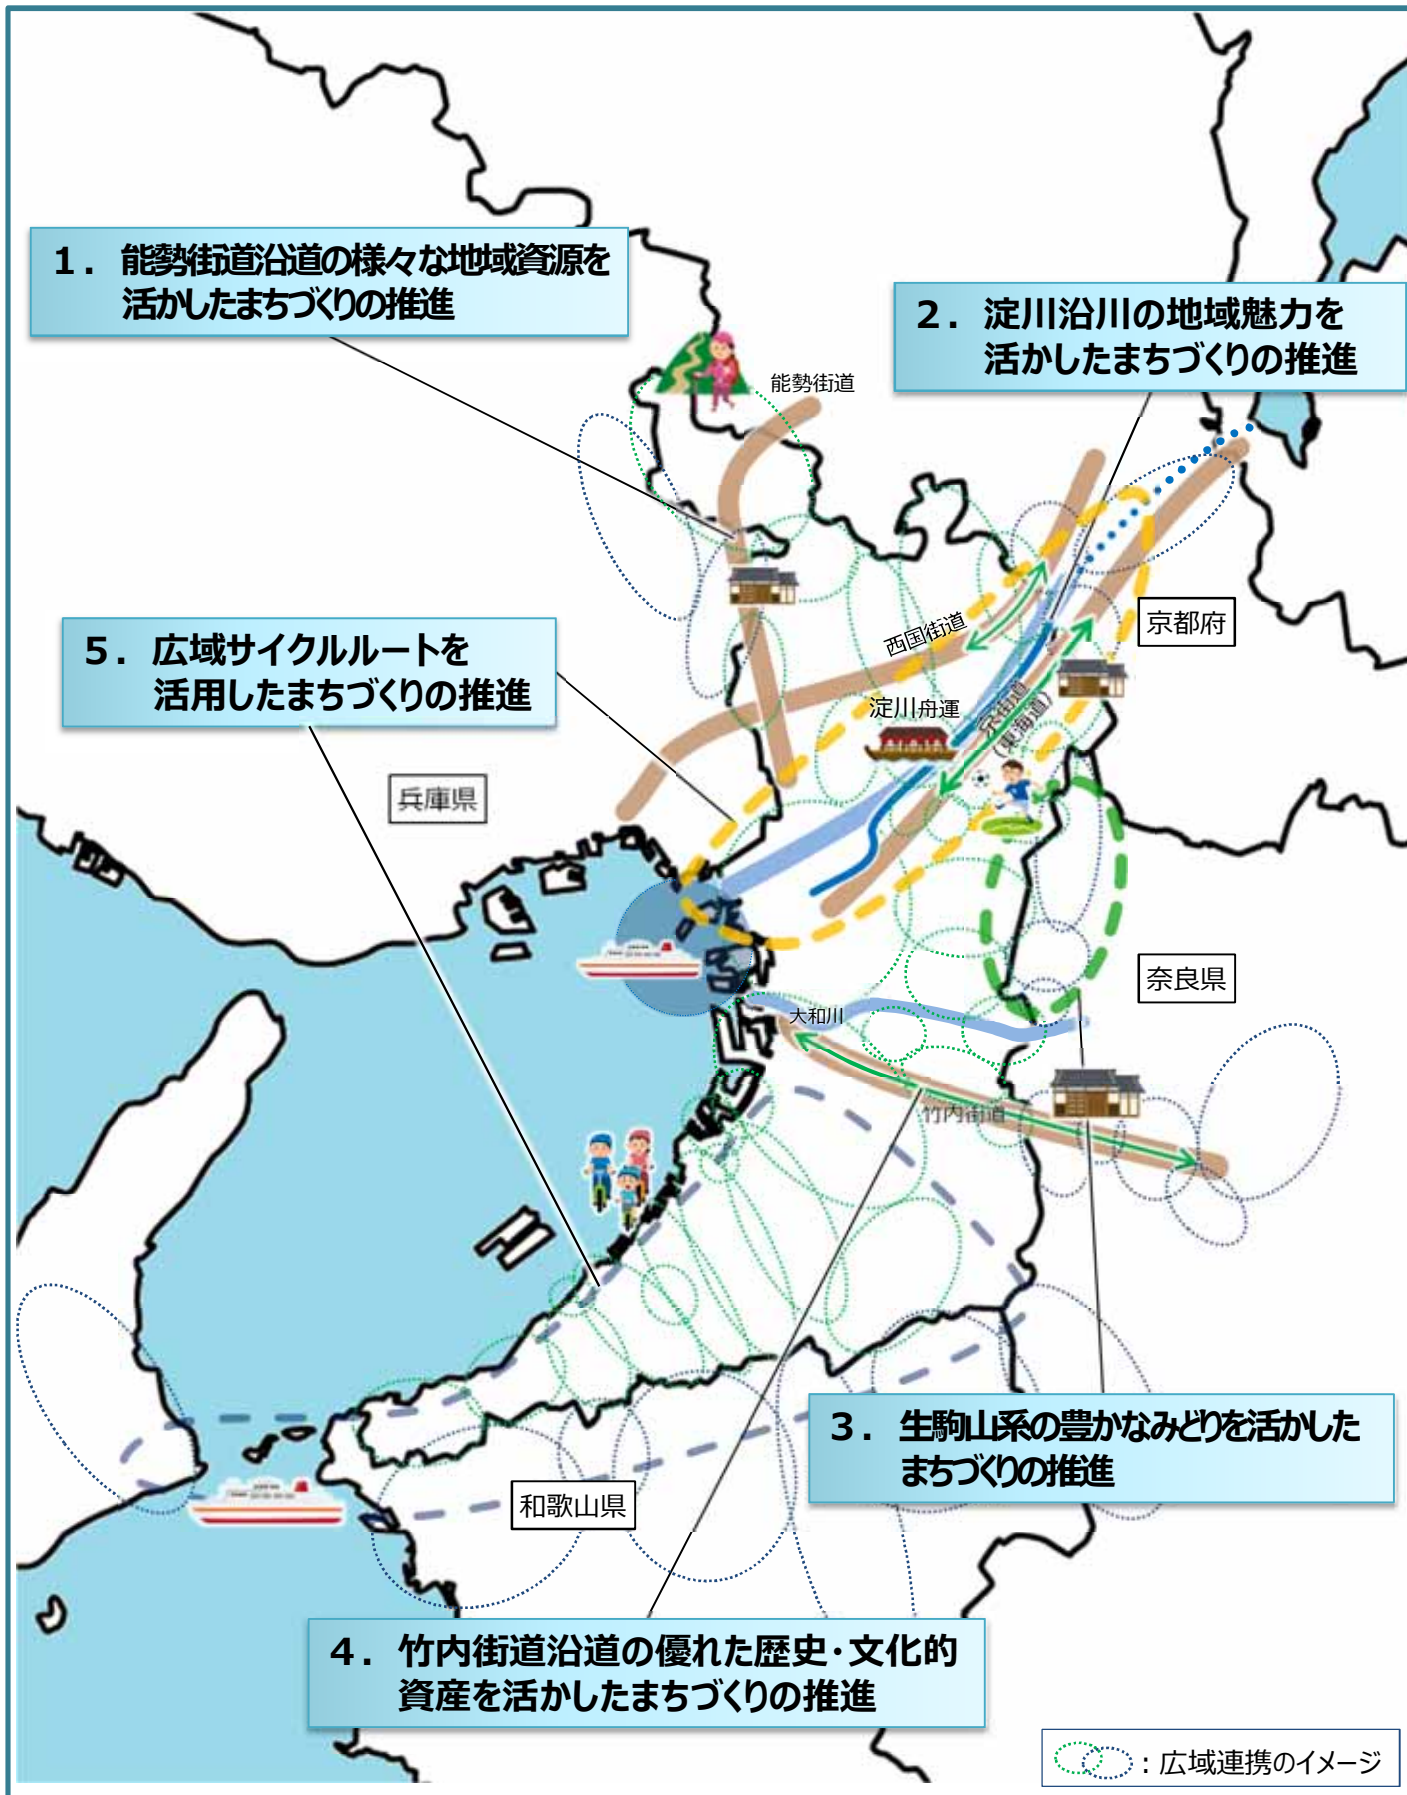 1. 能勢街道沿道の様々な地域資源を
活かしたまちづくりの推進
2. 淀川沿川の地域魅力を
活かしたまちづくりの推進
能勢街道
京都府
西国街道
5. 広域サイクルルートを
活用したまちづくりの推進
淀川舟運
京街道
(東海道)
兵庫県
奈良県
大和川
竹内街道
3. 生駒山系の豊かなみどりを活かした
まちづくりの推進
和歌山県
4. 竹内街道沿道の優れた歴史・文化的
資産を活かしたまちづくりの推進
:広域連携のイメージ